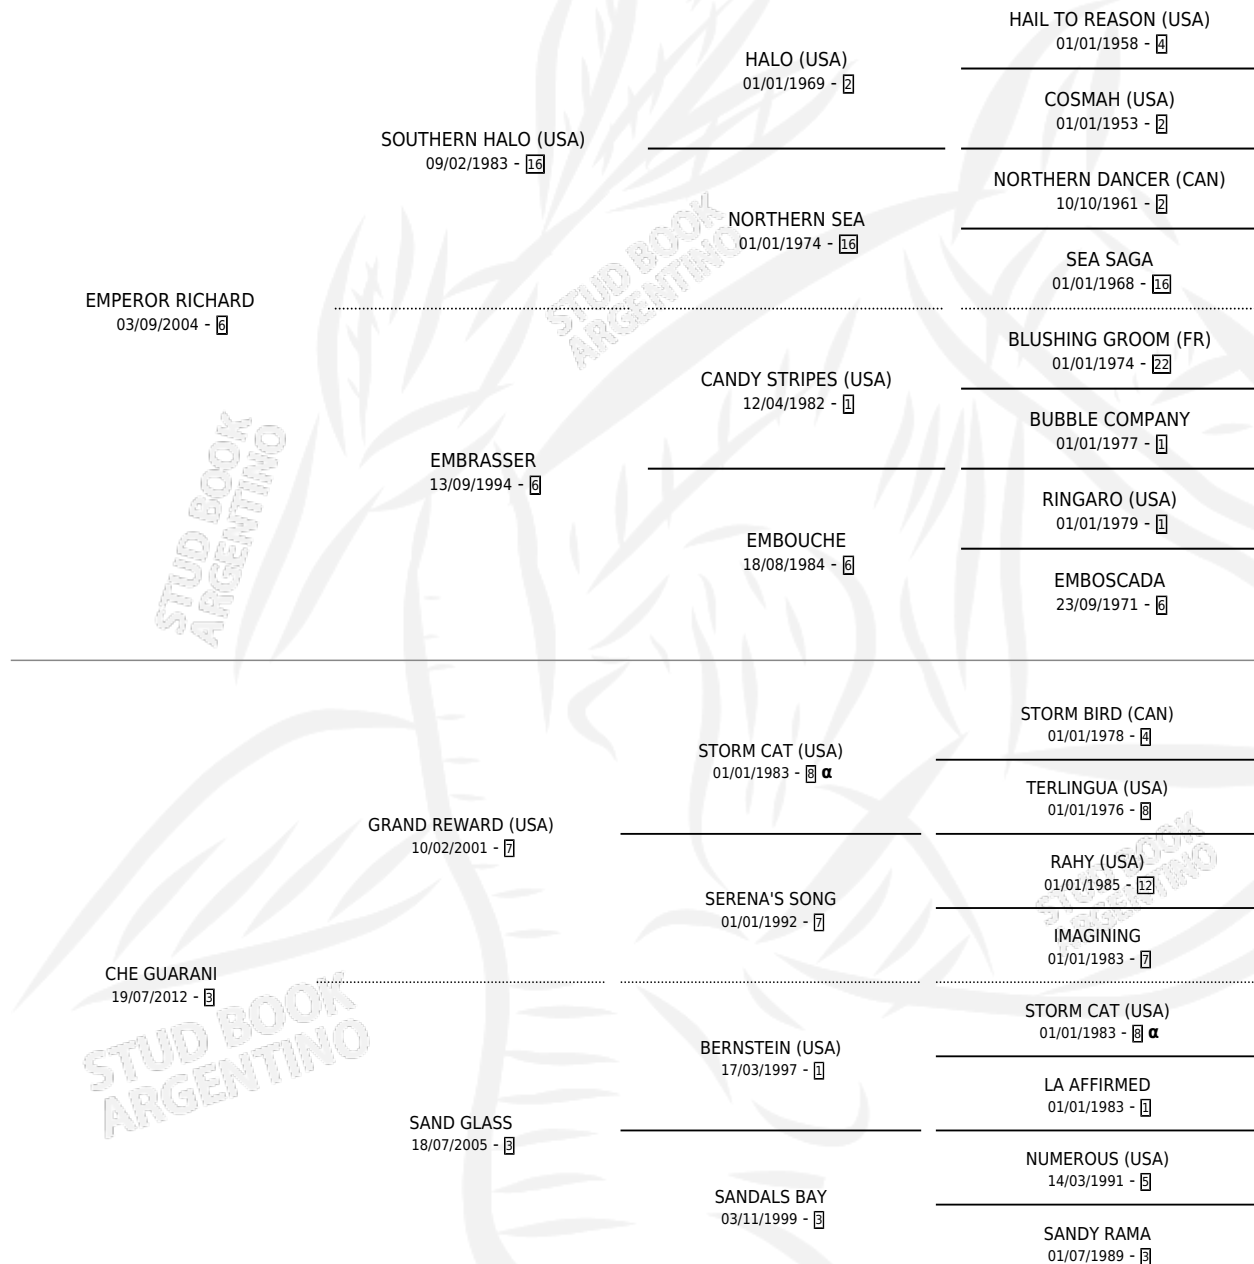 HAIL TO REASON (USA)
01/01/1958 - 4
HALO (USA)
01/01/1969 - 2
COSMAH (USA)
01/01/1953 - 2
SOUTHERN HALO (USA)
09/02/1983 - 16
NORTHERN DANCER (CAN)
10/10/1961 - 2
NORTHERN SEA
01/01/1974 - 16
SEA SAGA
01/01/1968 - 16
EMPEROR RICHARD
03/09/2004 - 6
BLUSHING GROOM (FR)
01/01/1974 - 22
CANDY STRIPES (USA)
12/04/1982 - 1
BUBBLE COMPANY
01/01/1977 - 1
EMBRASSER
13/09/1994 - 6
RINGARO (USA)
01/01/1979 - 1
EMBOUCHE
18/08/1984 - 6
EMBOSCADA
23/09/1971 - 6
STORM BIRD (CAN)
01/01/1978 - 4
STORM CAT (USA)
01/01/1983 - 8 α
TERLINGUA (USA)
01/01/1976 - 8
GRAND REWARD (USA)
10/02/2001 - 7
RAHY (USA)
01/01/1985 - 12
SERENA'S SONG
01/01/1992 - 7
IMAGINING
01/01/1983 - 7
CHE GUARANI
19/07/2012 - 3
STORM CAT (USA)
01/01/1983 - 8 α
BERNSTEIN (USA)
17/03/1997 - 1
LA AFFIRMED
01/01/1983 - 1
SAND GLASS
18/07/2005 - 3
NUMEROUS (USA)
14/03/1991 - 5
SANDALS BAY
03/11/1999 - 3
SANDY RAMA
01/07/1989 - 3
STUD BOOK
ARGENTINO
STUD BOOK
ARGENTINO
STUD BOOK
ARGENTINO
STUD BOOK
ARGENTINO